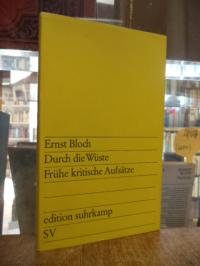 Ernst Bloch
Durch die Wüste
Frühe kritische Aufsätze
edition suhrkamp
SV